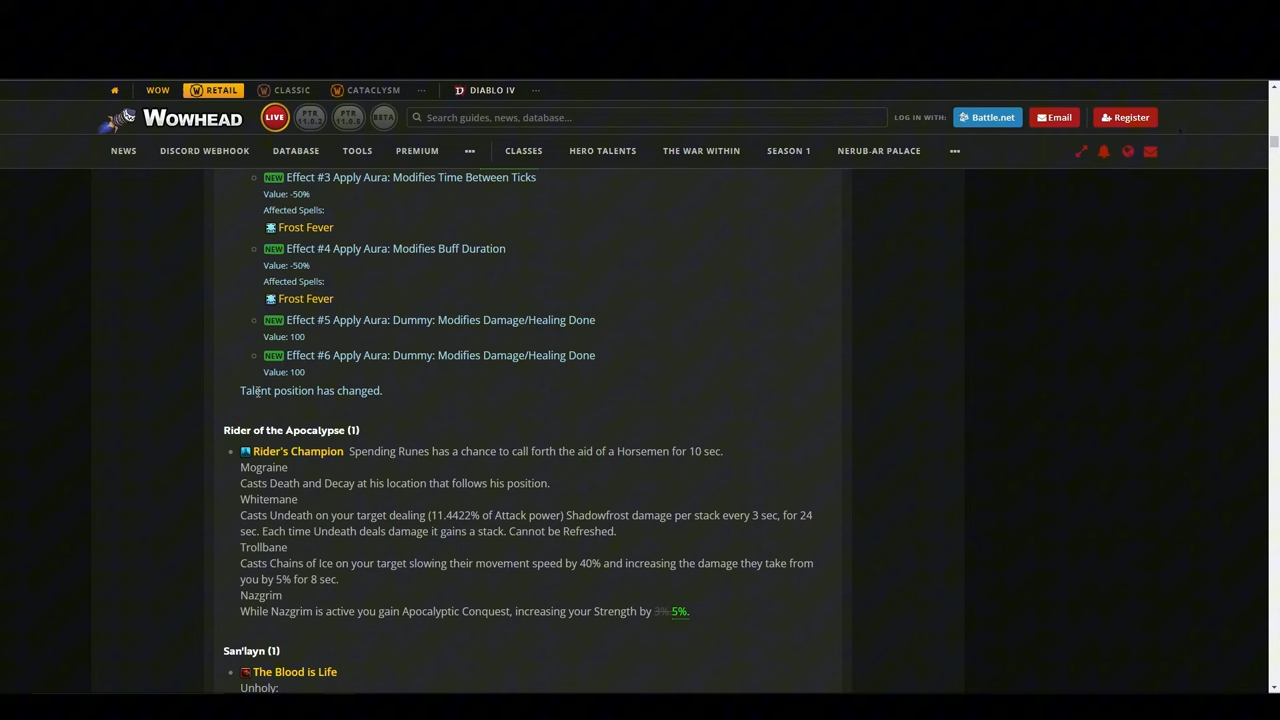 WOW
RETAIL
CLASSIC
CATACLYSM
DIABLO IV
WOWHEAD
LIVE
PTR 11.0.2
PTR 11.0.5
BETA
Search guides, news, database...
LOG IN WITH:
Battle.net
Email
Register
NEWS
DISCORD WEBHOOK
DATABASE
TOOLS
PREMIUM
CLASSES
HERO TALENTS
THE WAR WITHIN
SEASON 1
NERUB-AR PALACE
NEW Effect #3 Apply Aura: Modifies Time Between Ticks
Value: -50%
Affected Spells:
Frost Fever
NEW Effect #4 Apply Aura: Modifies Buff Duration
Value: -50%
Affected Spells:
Frost Fever
NEW Effect #5 Apply Aura: Dummy: Modifies Damage/Healing Done
Value: 100
NEW Effect #6 Apply Aura: Dummy: Modifies Damage/Healing Done
Value: 100
Talent position has changed.
Rider of the Apocalypse (1)
Rider's Champion Spending Runes has a chance to call forth the aid of a Horsemen for 10 sec.
Mograine
Casts Death and Decay at his location that follows his position.
Whitemane
Casts Undeath on your target dealing (11.4422% of Attack power) Shadowfrost damage per stack every 3 sec, for 24
sec. Each time Undeath deals damage it gains a stack. Cannot be Refreshed.
Trollbane
Casts Chains of Ice on your target slowing their movement speed by 40% and increasing the damage they take from
you by 5% for 8 sec.
Nazgrim
While Nazgrim is active you gain Apocalyptic Conquest, increasing your Strength by 3%. 5%.
San'layn (1)
The Blood is Life
Unholy: